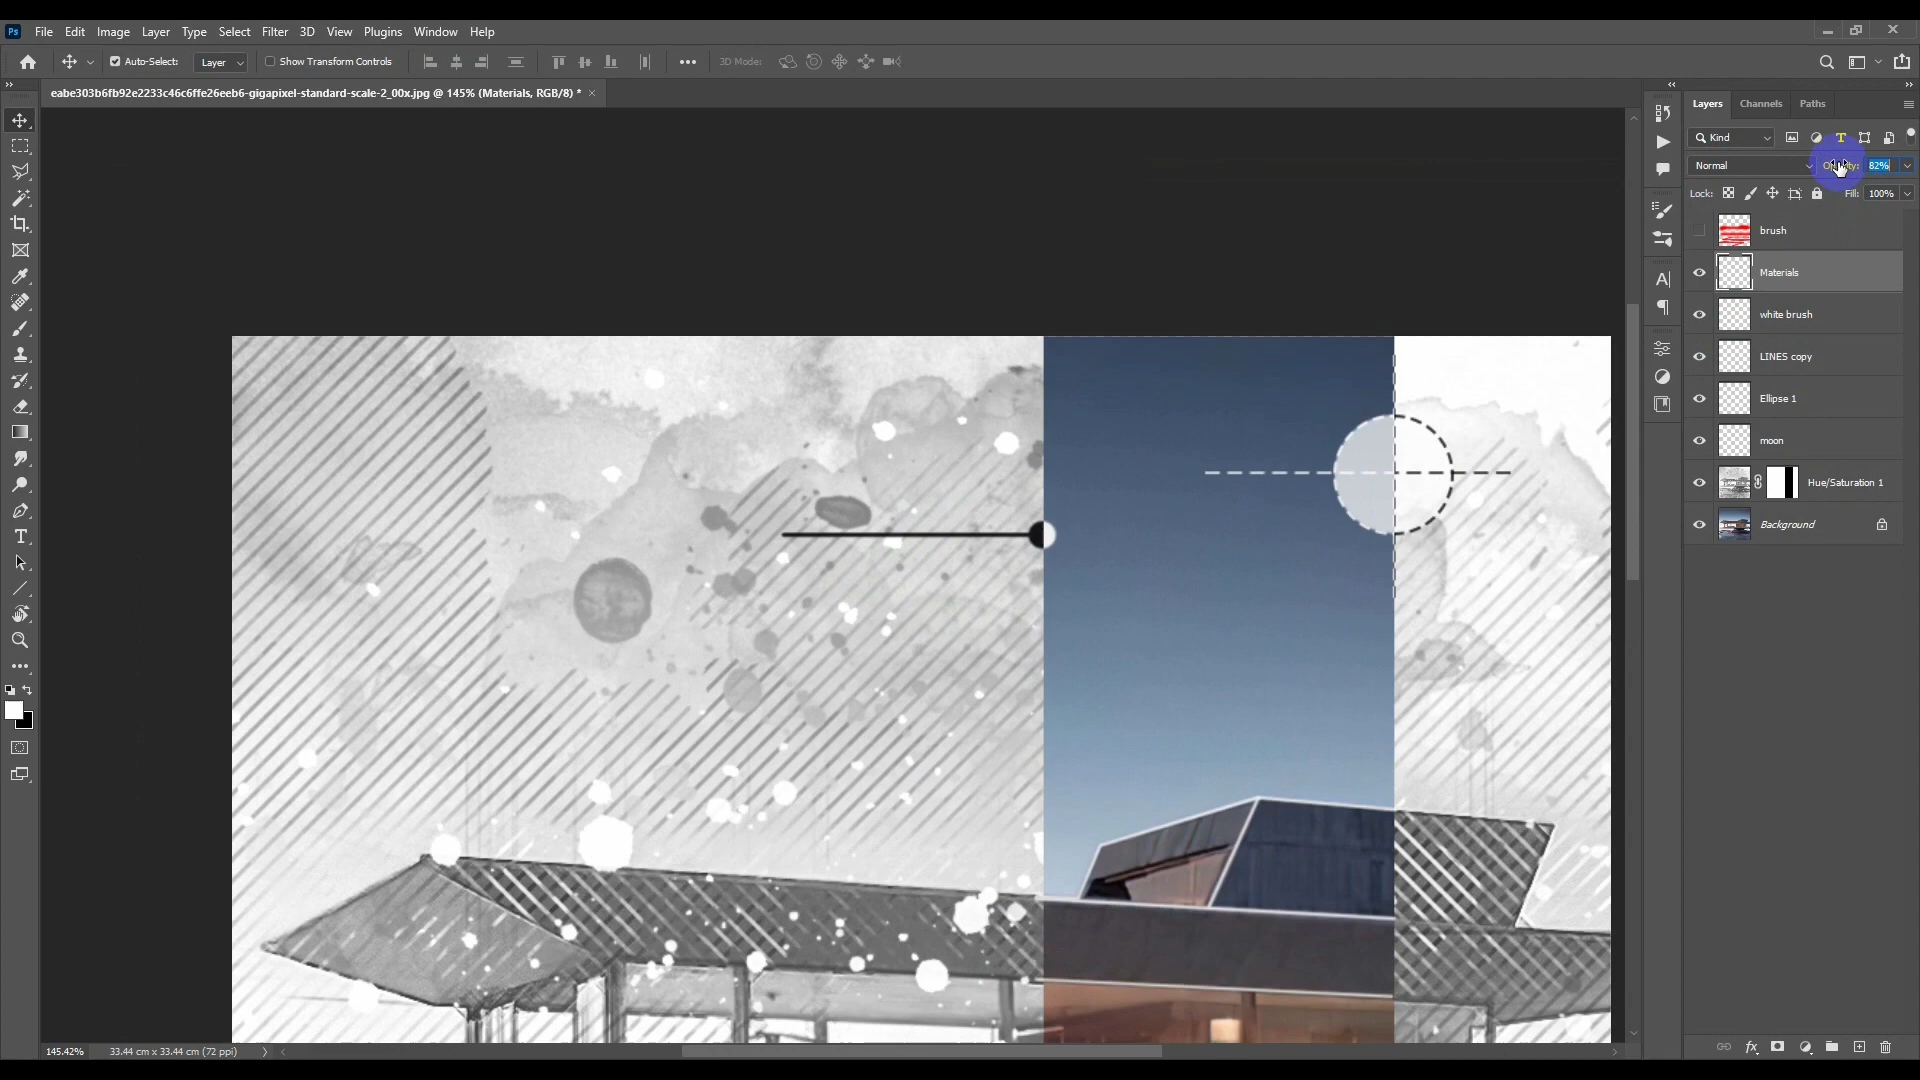 Ps File Edit Image Layer Type Select Filter 3D View Plugins Window Help
Auto-Select: Layer Show Transform Controls 3D Mode:
eabe303b6fb92e2233c46c6ffe26eeb6-gigapixel-standard-scale-2_00x.jpg @ 145% (Materials, RGB/8) *
Layers Channels Paths
Kind
Normal 82%
Lock: Fill: 100%
brush
Materials
white brush
LINES copy
Ellipse 1
moon
Hue/Saturation 1
Background
145.42% 33.44 cm x 33.44 cm (72 ppi)